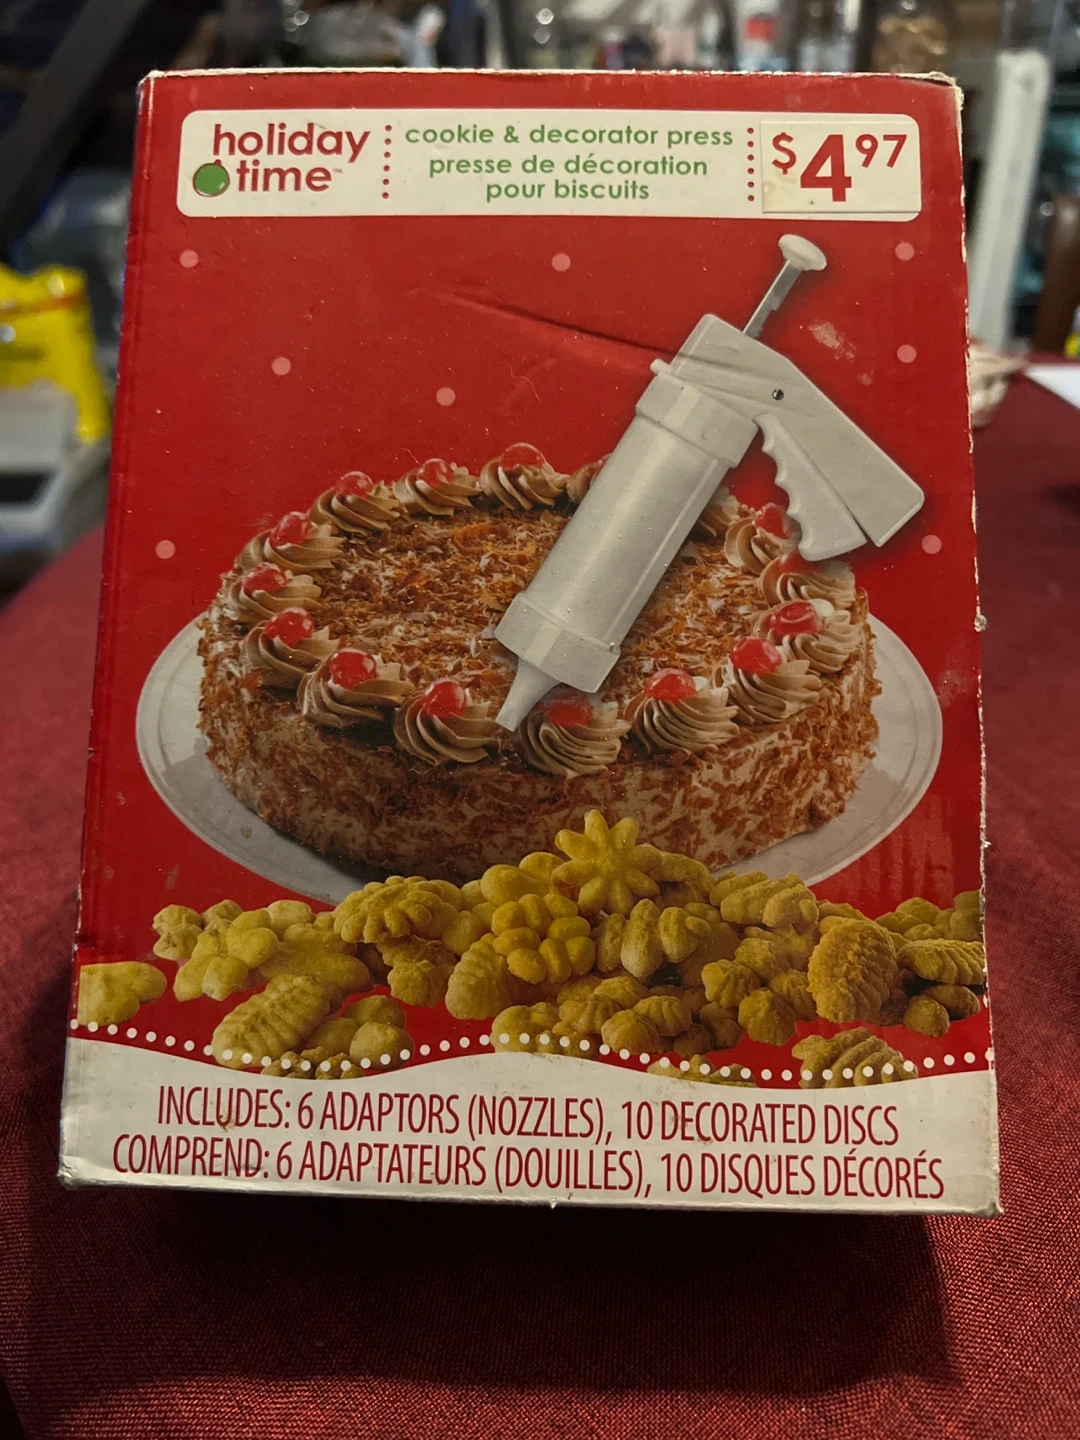 holiday time™
cookie & decorator press
presse de décoration
pour biscuits
$4.97
INCLUDES: 6 ADAPTORS (NOZZLES), 10 DECORATED DISCS
COMPREND: 6 ADAPTATEURS (DOUILLES), 10 DISQUES DÉCORÉS